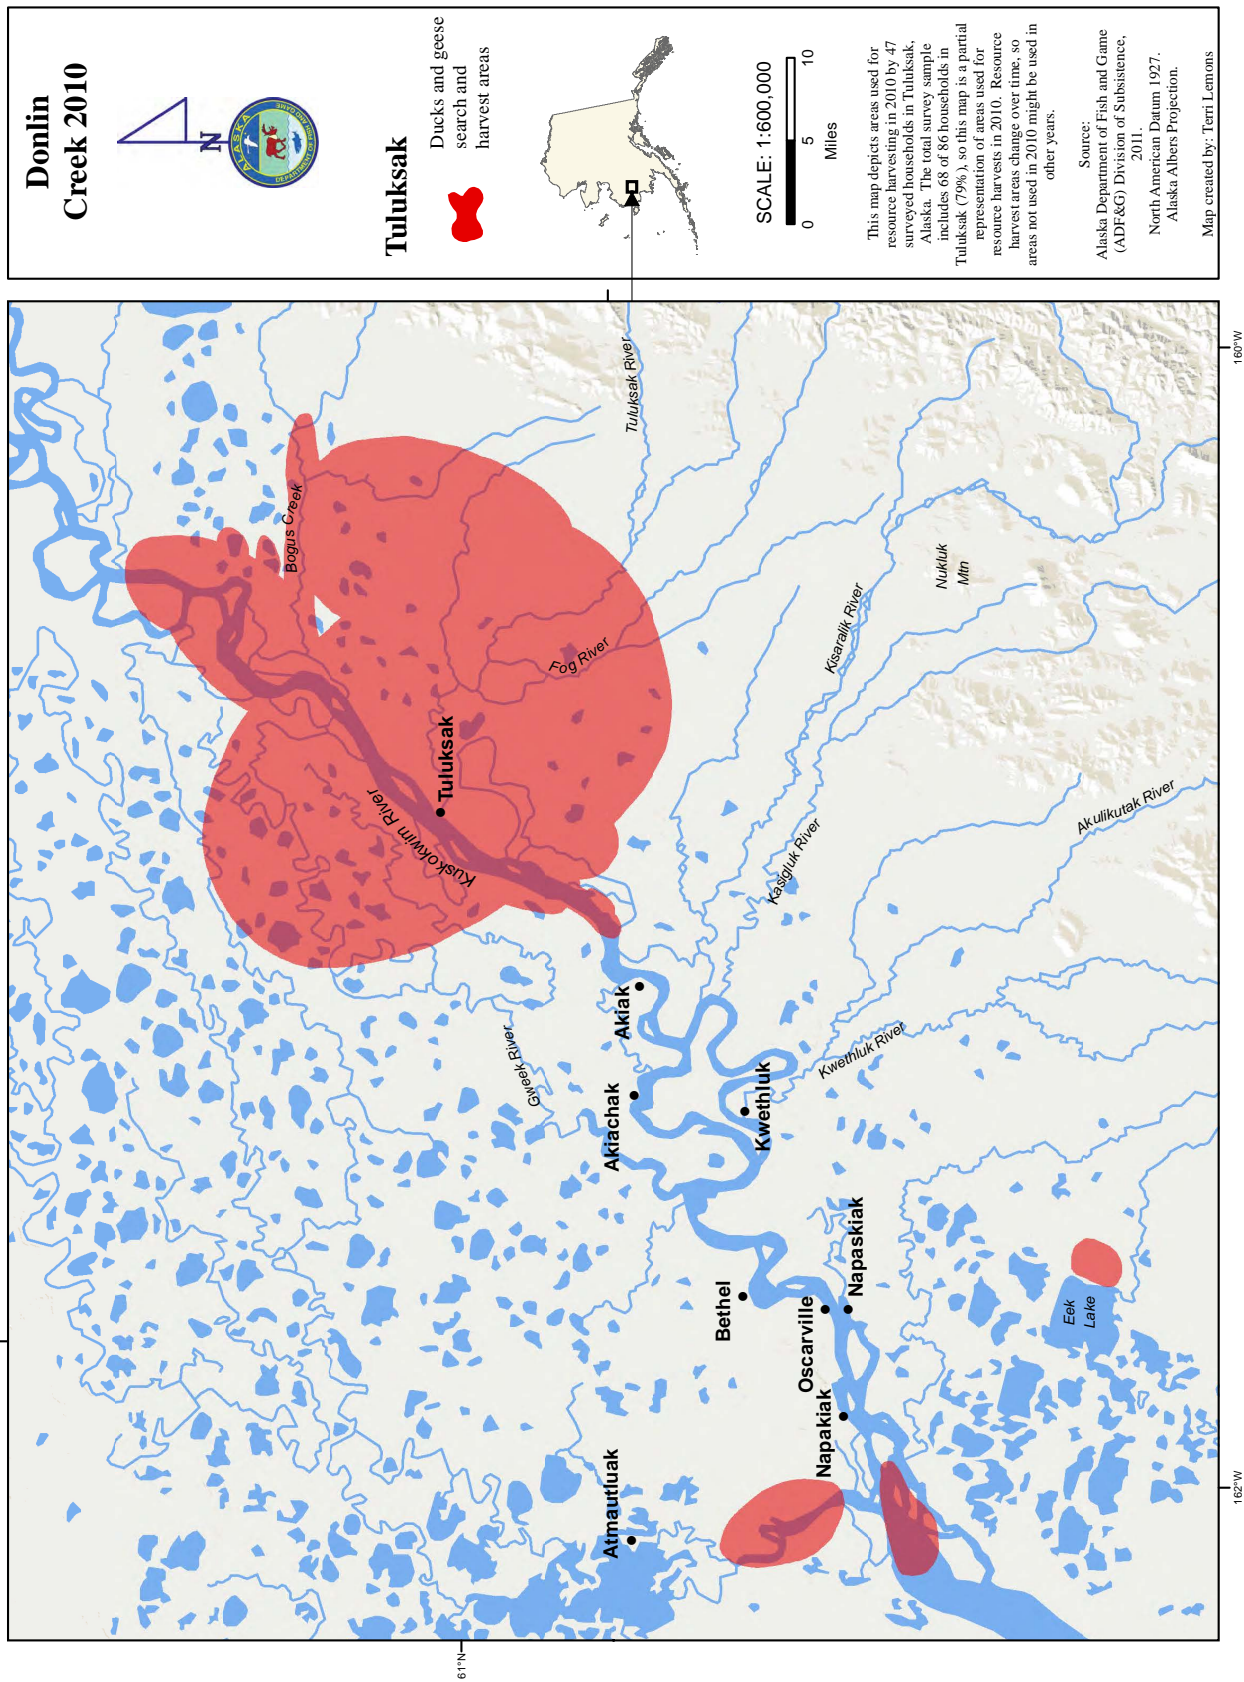 Donlin
Creek 2010
N
ALASKA
DEPARTMENT OF FISH AND GAME
Tuluksak
Ducks and geese
search and
harvest areas
SCALE: 1:600,000
0
5
10
Miles
This map depicts areas used for
resource harvesting in 2010 by 47
surveyed households in Tuluksak,
Alaska. The total survey sample
includes 68 of 86 households in
Tuluksak (79%), so this map is a partial
representation of areas used for
resource harvests in 2010. Resource
harvest areas change over time, so
areas not used in 2010 might be used in
other years.
Source:
Alaska Department of Fish and Game
(ADF&G) Division of Subsistence,
2011.
North American Datum 1927.
Alaska Albers Projection.
Map created by: Terri Lemons
Bogus Creek
Tuluksak River
Fog River
Kuskokwim River
Tuluksak
Nukluk
Mtn
Kisaralik River
Kasigluk River
Akulikutak River
Gweek River
Akiak
Akiachak
Kwethluk
Kwethluk River
Bethel
Oscarville
Napaskiak
Napakiak
Atmautluak
Eek
Lake
61°N
162°W
160°W